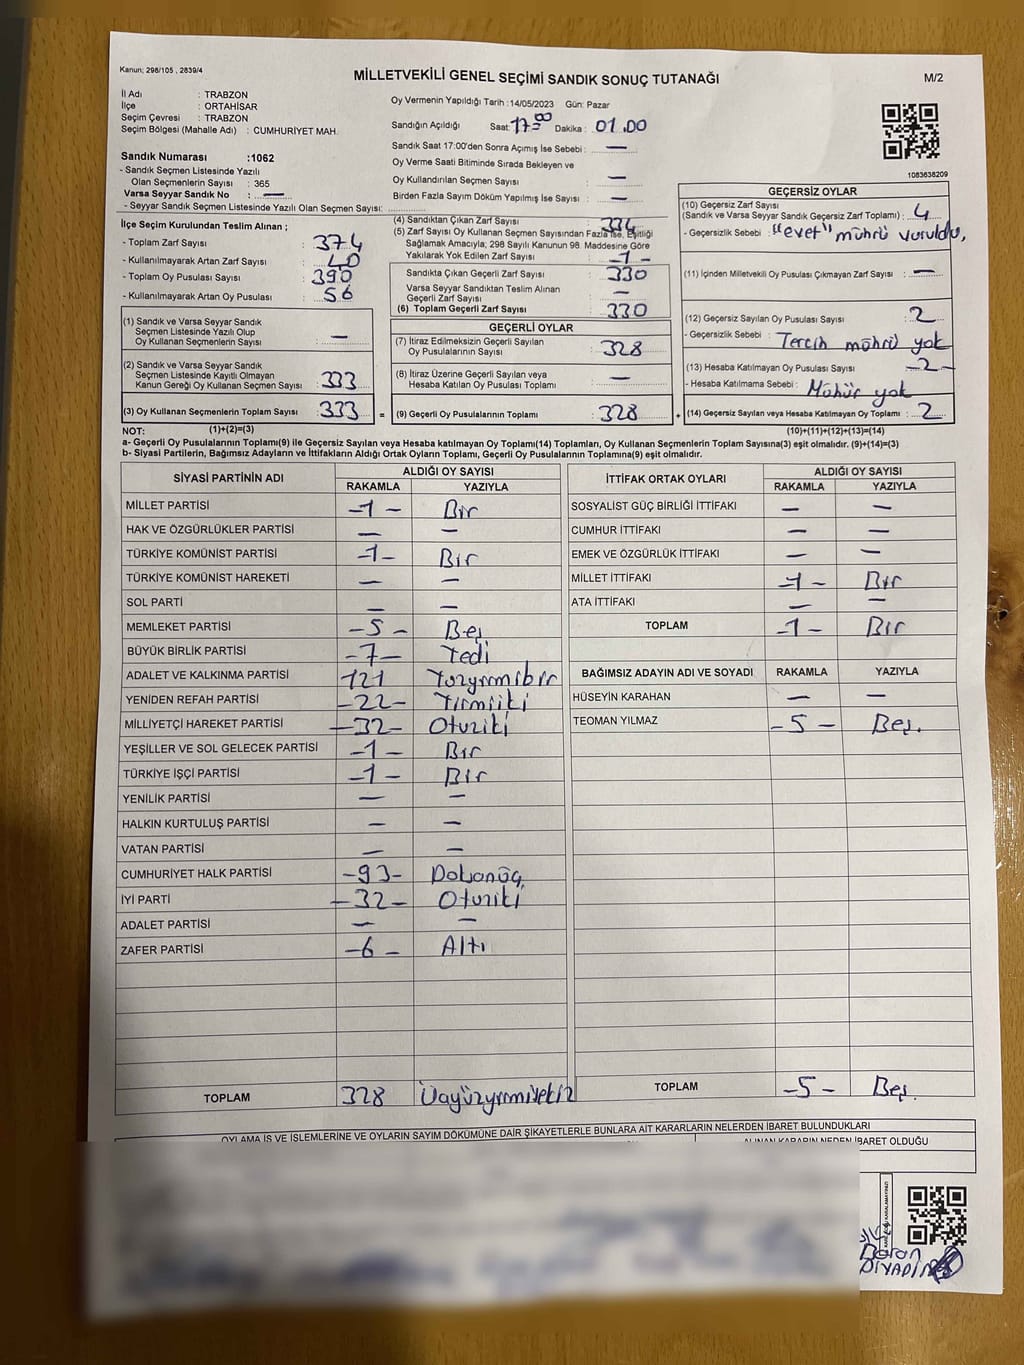 Kanun; 298/105 , 2839/4
MİLLETVEKİLİ GENEL SEÇİMİ SANDIK SONUÇ TUTANAĞI
M/2
İl Adı : TRABZON
İlçe : ORTAHİSAR
Seçim Çevresi : TRABZON
Seçim Bölgesi (Mahalle Adı) : CUMHURİYET MAH.
Oy Vermenin Yapıldığı Tarih :14/05/2023 Gün: Pazar
Sandığın Açıldığı Saat: 17:00 Dakika : 01.00
Sandık Saat 17:00'den Sonra Açımış İse Sebebi : —
Oy Verme Saati Bitiminde Sırada Bekleyen ve
Oy Kullandırılan Seçmen Sayısı : —
Birden Fazla Sayım Döküm Yapılmış İse Sayısı : —
1083638209
Sandık Numarası :1062
- Sandık Seçmen Listesinde Yazılı
Olan Seçmenlerin Sayısı : 365
Varsa Seyyar Sandık No : —
- Seyyar Sandık Seçmen Listesinde Yazılı Olan Seçmen Sayısı:
İlçe Seçim Kurulundan Teslim Alınan ;
- Toplam Zarf Sayısı : 374
- Kullanılmayarak Artan Zarf Sayısı : 40
- Toplam Oy Pusulası Sayısı : 390
- Kullanılmayarak Artan Oy Pusulası : 56
(1) Sandık ve Varsa Seyyar Sandık
Seçmen Listesinde Yazılı Olup
Oy Kullanan Seçmenlerin Sayısı : —
(2) Sandık ve Varsa Seyyar Sandık
Seçmen Listesinde Kayıtlı Olmayan
Kanun Gereği Oy Kullanan Seçmen Sayısı : 333
(3) Oy Kullanan Seçmenlerin Toplam Sayısı : 333
(4) Sandıktan Çıkan Zarf Sayısı : 334
(5) Zarf Sayısı Oy Kullanan Seçmen Sayısından Fazla İse, Eşitliği
Sağlamak Amacıyla; 298 Sayılı Kanunun 98. Maddesine Göre
Yakılarak Yok Edilen Zarf Sayısı : -1-
Sandıkta Çıkan Geçerli Zarf Sayısı : 330
Varsa Seyyar Sandıktan Teslim Alınan
Geçerli Zarf Sayısı : —
(6) Toplam Geçerli Zarf Sayısı : 330
GEÇERLİ OYLAR
(7) İtiraz Edilmeksizin Geçerli Sayılan
Oy Pusulalarının Sayısı : 328
(8) İtiraz Üzerine Geçerli Sayılan veya
Hesaba Katılan Oy Pusulası Toplamı : —
= (9) Geçerli Oy Pusulalarının Toplamı : 328
GEÇERSİZ OYLAR
(10) Geçersiz Zarf Sayısı
(Sandık ve Varsa Seyyar Sandık Geçersiz Zarf Toplamı) : 4
- Geçersizlik Sebebi : "evet" mührü vuruldu,
(11) İçinden Milletvekili Oy Pusulası Çıkmayan Zarf Sayısı : —
(12) Geçersiz Sayılan Oy Pusulası Sayısı : 2
- Geçersizlik Sebebi : Tercih mührü yok
(13) Hesaba Katılmayan Oy Pusulası Sayısı : -2-
- Hesaba Katılmama Sebebi : Mühür yok
+ (14) Geçersiz Sayılan veya Hesaba Katılmayan Oy Toplamı : 2
NOT: (1)+(2)=(3) (10)+(11)+(12)+(13)=(14)
a- Geçerli Oy Pusulalarının Toplamı(9) ile Geçersiz Sayılan veya Hesaba katılmayan Oy Toplamı(14) Toplamları, Oy Kullanan Seçmenlerin Toplam Sayısına(3) eşit olmalıdır. (9)+(14)=(3)
b- Siyasi Partilerin, Bağımsız Adayların ve İttifakların Aldığı Ortak Oyların Toplamı, Geçerli Oy Pusulalarının Toplamına(9) eşit olmalıdır.
SİYASİ PARTİNİN ADI ALDIĞI OY SAYISI
RAKAMLA YAZIYLA
MİLLET PARTİSİ -1- Bir
HAK VE ÖZGÜRLÜKLER PARTİSİ — —
TÜRKİYE KOMÜNİST PARTİSİ -1- Bir
TÜRKİYE KOMÜNİST HAREKETİ — —
SOL PARTİ — —
MEMLEKET PARTİSİ -5- Beş
BÜYÜK BİRLİK PARTİSİ -7- Yedi
ADALET VE KALKINMA PARTİSİ 121 Yüzyirmibir
YENİDEN REFAH PARTİSİ -22- Yirmiiki
MİLLİYETÇİ HAREKET PARTİSİ -32- Otuziki
YEŞİLLER VE SOL GELECEK PARTİSİ -1- Bir
TÜRKİYE İŞÇİ PARTİSİ -1- Bir
YENİLİK PARTİSİ — —
HALKIN KURTULUŞ PARTİSİ — —
VATAN PARTİSİ — —
CUMHURİYET HALK PARTİSİ -93- Doksanüç
İYİ PARTİ -32- Otuziki
ADALET PARTİSİ — —
ZAFER PARTİSİ -6- Altı
TOPLAM 328 Üçyüzyirmisekiz
İTTİFAK ORTAK OYLARI ALDIĞI OY SAYISI
RAKAMLA YAZIYLA
SOSYALİST GÜÇ BİRLİĞİ İTTİFAKI — —
CUMHUR İTTİFAKI — —
EMEK VE ÖZGÜRLÜK İTTİFAKI — —
MİLLET İTTİFAKI -1- Bir
ATA İTTİFAKI — —
TOPLAM -1- Bir
BAĞIMSIZ ADAYIN ADI VE SOYADI RAKAMLA YAZIYLA
HÜSEYİN KARAHAN — —
TEOMAN YILMAZ -5- Beş.
TOPLAM -5- Beş.
OYLAMA İŞ VE İŞLEMLERİNE VE OYLARIN SAYIM DÖKÜMÜNE DAİR ŞİKAYETLERLE BUNLARA AİT KARARLARIN NELERDEN İBARET BULUNDUKLARI
ALINAN KARARIN NEDEN İBARET OLDUĞU
Baran